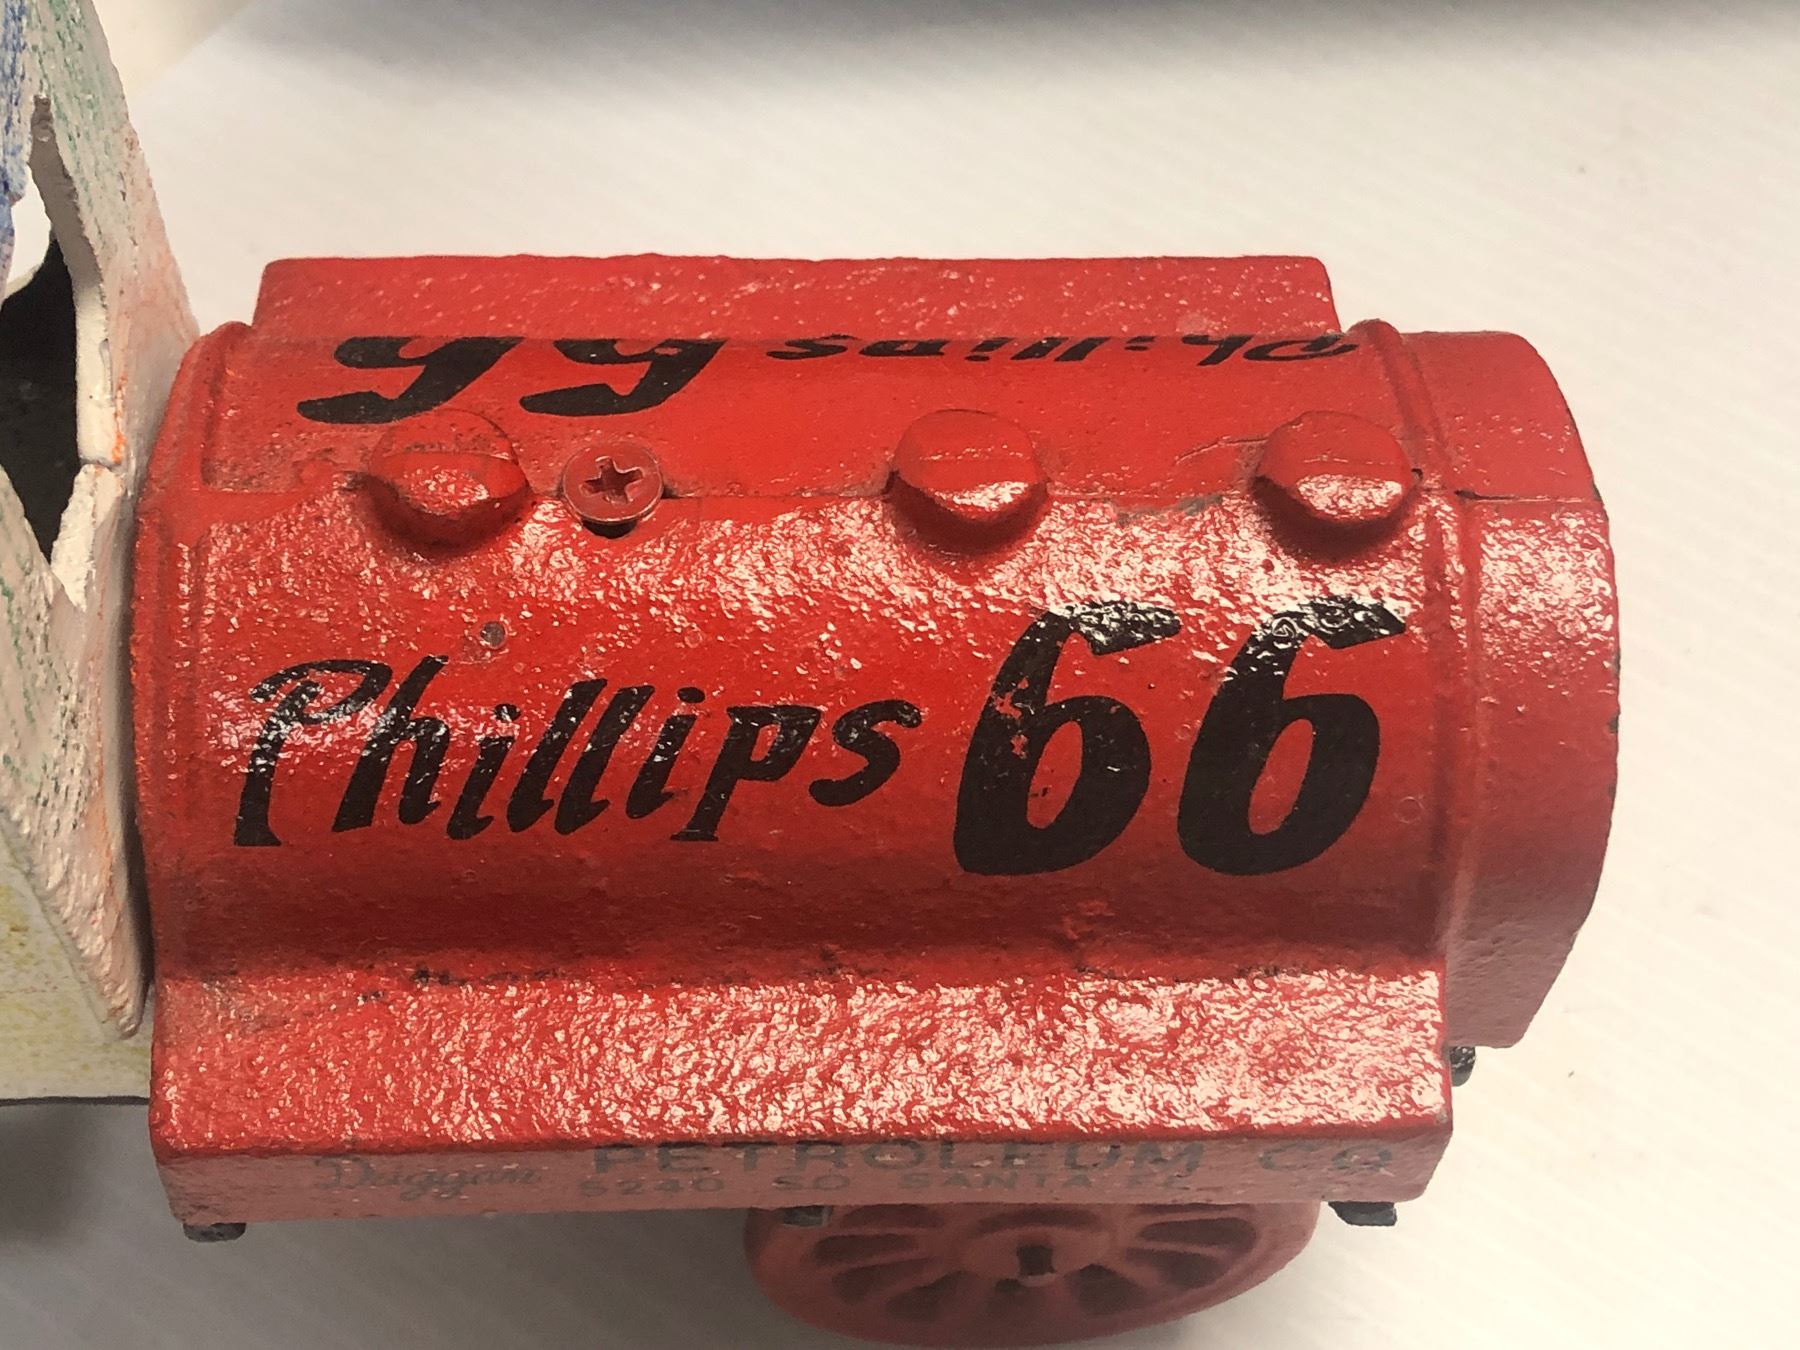 Phillips 66
Phillips 66
Duggan PETROLEUM CO
5240 SO SANTA FE